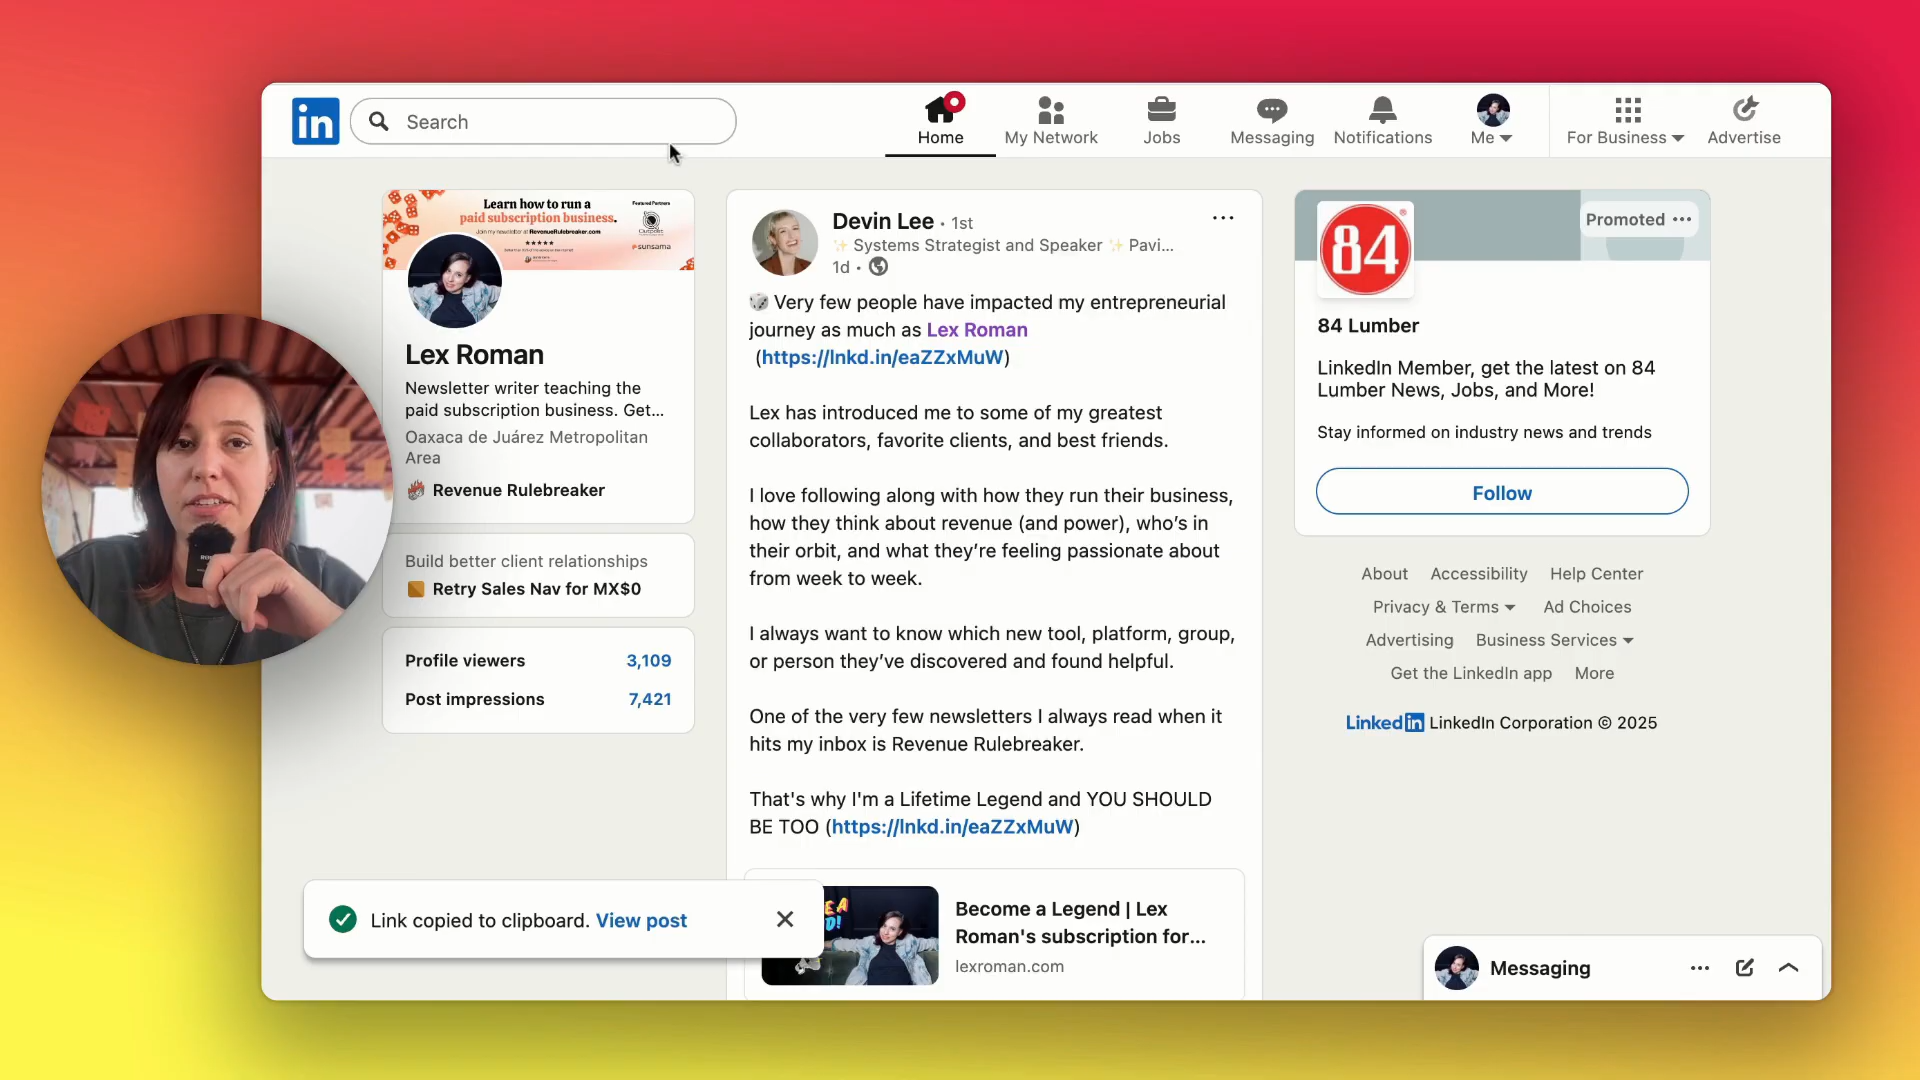 in
Search
Home
My Network
Jobs
Messaging
Notifications
Me
For Business
Advertise
Learn how to run a
paid subscription business.
Join my newsletter at RevenueRulebreaker.com
Featured Partners
sunsama
Lex Roman
Newsletter writer teaching the
paid subscription business. Get...
Oaxaca de Juárez Metropolitan
Area
Revenue Rulebreaker
Build better client relationships
Retry Sales Nav for MX$0
Profile viewers
3,109
Post impressions
7,421
Devin Lee • 1st
✨ Systems Strategist and Speaker ✨ Pavi...
1d •
🎲 Very few people have impacted my entrepreneurial
journey as much as Lex Roman
(https://lnkd.in/eaZZxMuW)
Lex has introduced me to some of my greatest
collaborators, favorite clients, and best friends.
I love following along with how they run their business,
how they think about revenue (and power), who’s in
their orbit, and what they’re feeling passionate about
from week to week.
I always want to know which new tool, platform, group,
or person they’ve discovered and found helpful.
One of the very few newsletters I always read when it
hits my inbox is Revenue Rulebreaker.
That's why I'm a Lifetime Legend and YOU SHOULD
BE TOO (https://lnkd.in/eaZZxMuW)
Become a Legend | Lex
Roman's subscription for...
lexroman.com
Link copied to clipboard. View post
Promoted
84
84 Lumber
LinkedIn Member, get the latest on 84
Lumber News, Jobs, and More!
Stay informed on industry news and trends
Follow
About Accessibility Help Center
Privacy & Terms Ad Choices
Advertising Business Services
Get the LinkedIn app More
LinkedIn LinkedIn Corporation © 2025
Messaging